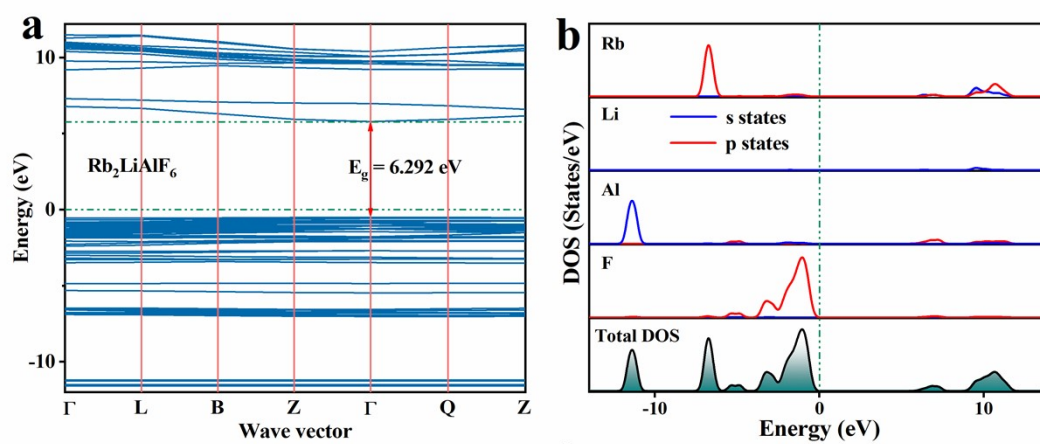 a
Energy (eV)
10
0
-10
Rb₂LiAlF₆
E_g = 6.292 eV
Γ L B Z Γ Q Z
Wave vector
b
DOS (States/eV)
Rb
Li
s states
p states
Al
F
Total DOS
-10 0 10
Energy (eV)